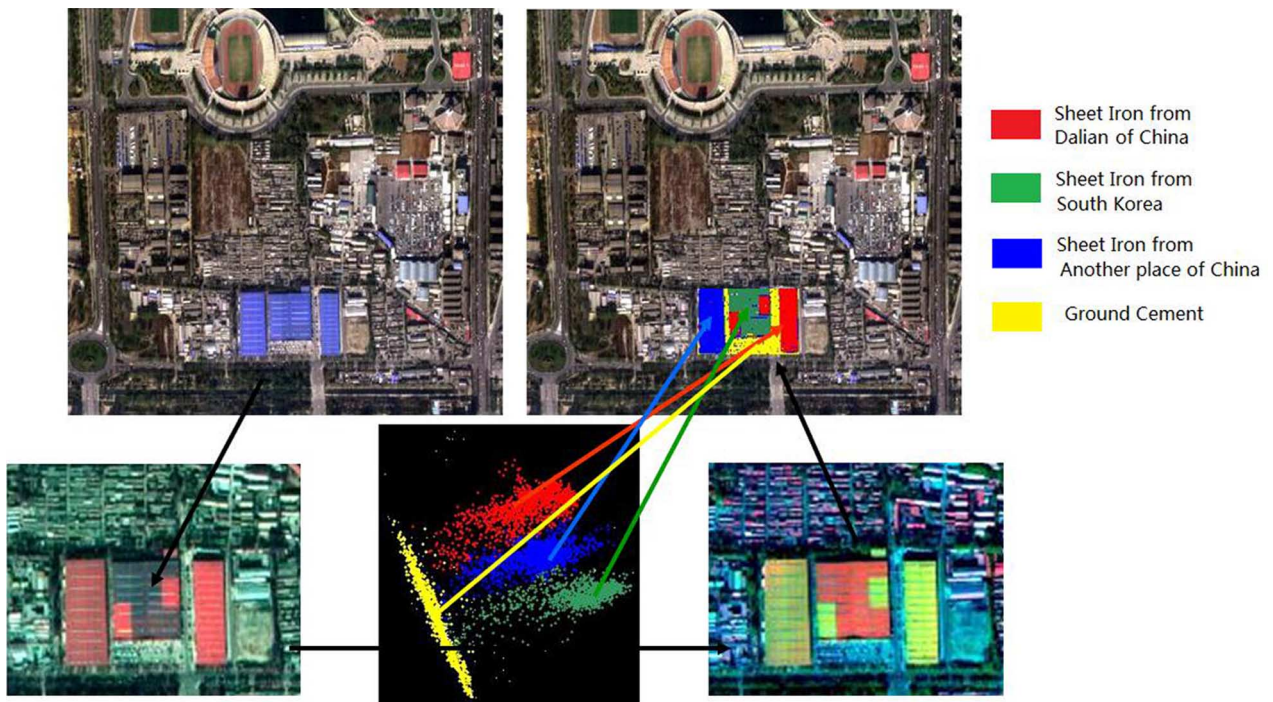 Sheet Iron from
Dalian of China
Sheet Iron from
South Korea
Sheet Iron from
Another place of China
Ground Cement